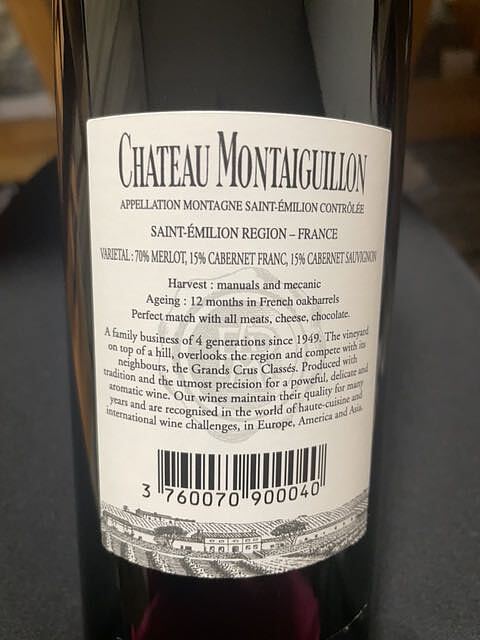 CHATEAU MONTAIGUILLON
APPELLATION MONTAGNE SAINT-ÉMILION CONTRÔLÉE
SAINT-ÉMILION REGION – FRANCE
VARIETAL : 70% MERLOT, 15% CABERNET FRANC, 15% CABERNET SAUVIGNON
Harvest : manuals and mecanic
Ageing : 12 months in French oakbarrels
Perfect match with all meats, cheese, chocolate.
A family business of 4 generations since 1949. The vineyard
on top of a hill, overlooks the region and compete with its
neighbours, the Grands Crus Classés. Produced with
tradition and the utmost precision for a poweful, delicate and
aromatic wine. Our wines maintain their quality for many
years and are recognised in the world of haute-cuisine and
international wine challenges, in Europe, America and Asia.
3 760070 900040